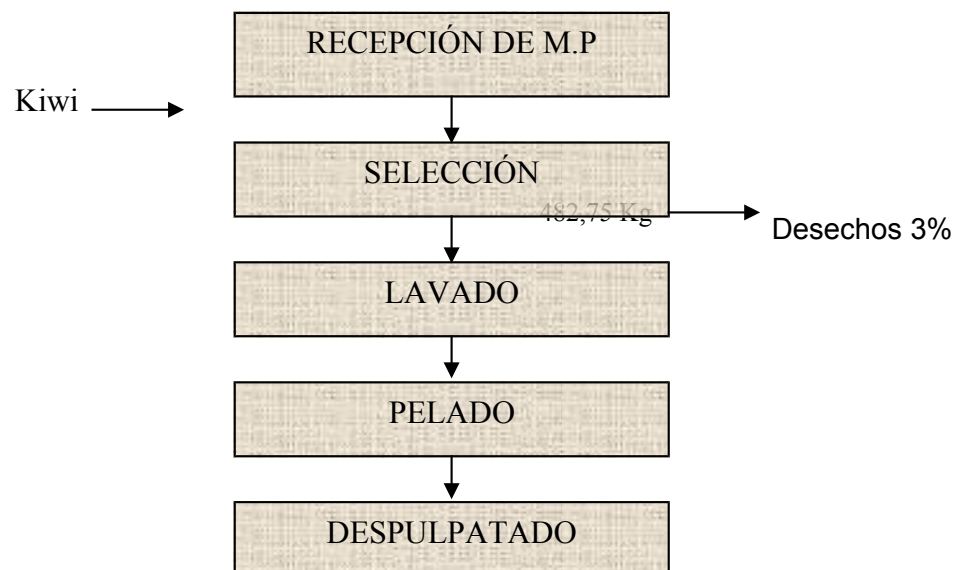 RECEPCIÓN DE M.P
Kiwi
SELECCIÓN
482,75 Kg
Desechos 3%
LAVADO
PELADO
DESPULPATADO